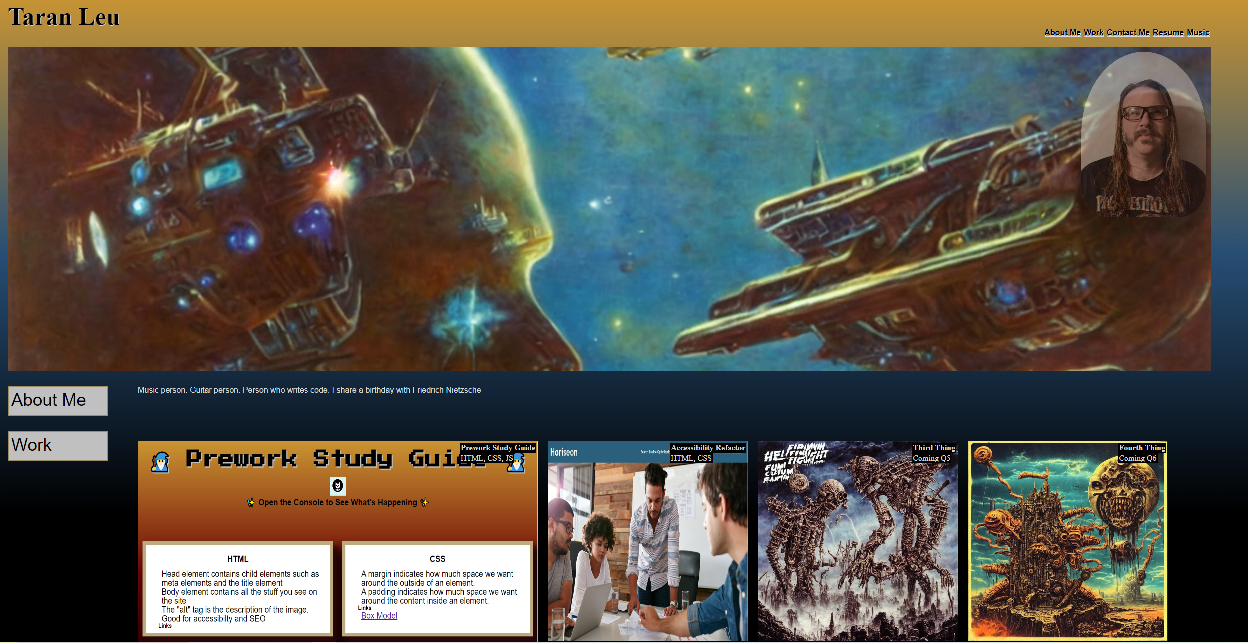 Taran Leu
About Me Work Contact Me Resume Music
About Me
Music person. Guitar person. Person who writes code. I share a birthday with Friedrich Nietzsche
Work
Prework Study Guide
Prework Study Guide
HTML, CSS, JS
Open the Console to See What's Happening
HTML
Head element contains child elements such as
meta elements and the title element
Body element contains all the stuff you see on
the site
The "alt" tag is the description of the image.
Good for accessibilty and SEO
Links
CSS
A margin indicates how much space we want
around the outside of an element.
A padding indicates how much space we want
around the content inside an element.
Links
Box Model
Horiseon
Accessibility Refactor
HTML, CSS
Third Thing
Coming Q5
Fourth Thing
Coming Q6